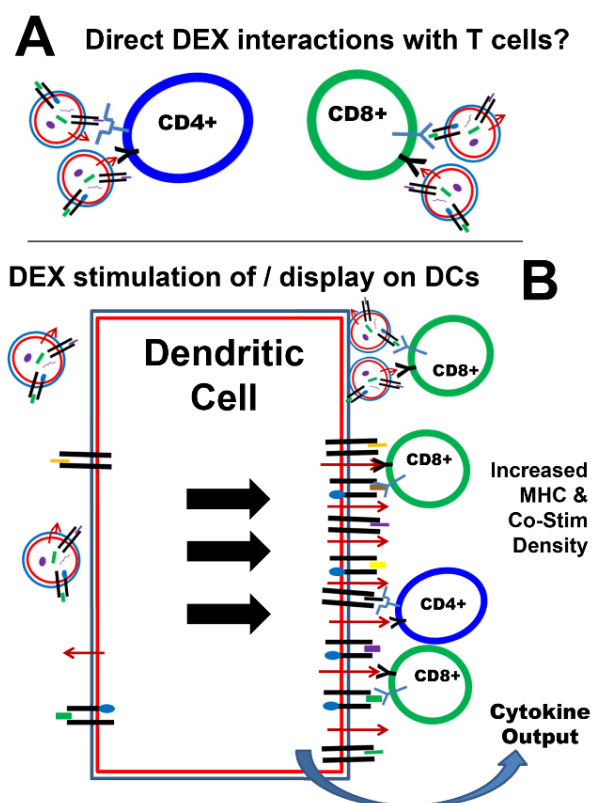 A
Direct DEX interactions with T cells?
CD4+
CD8+
DEX stimulation of / display on DCs
B
Dendritic
Cell
CD8+
CD8+
Increased
MHC &
Co-Stim
Density
CD4+
CD8+
Cytokine
Output